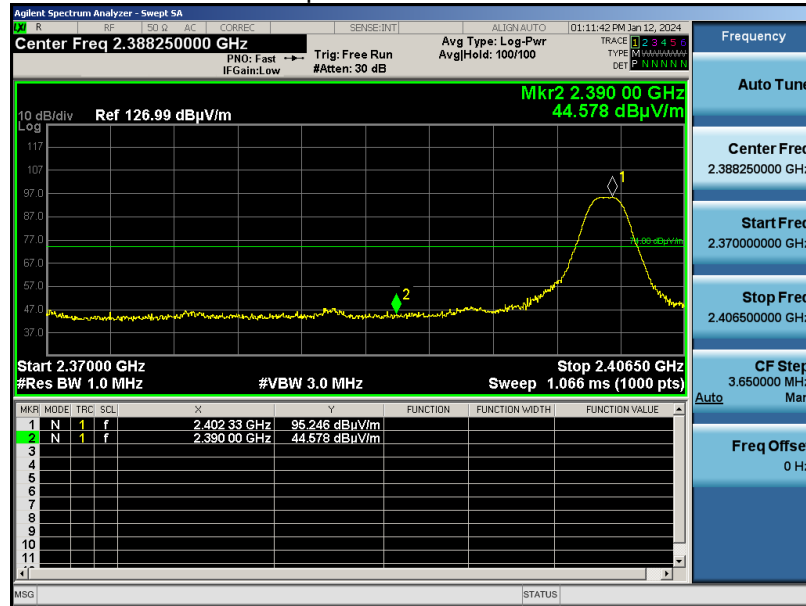 Agilent Spectrum Analyzer - Swept SA
LXI R RF 50 Ω AC CORREC SENSE:INT ALIGN AUTO 01:11:42 PM Jan 12, 2024
Center Freq 2.388250000 GHz
PNO: Fast
IFGain:Low
Trig: Free Run
#Atten: 30 dB
Avg Type: Log-Pwr
Avg|Hold: 100/100
TRACE 1 2 3 4 5 6
TYPE M WWWWW
DET P N N N N N
Mkr2 2.390 00 GHz
44.578 dBµV/m
10 dB/div Ref 126.99 dBµV/m
Log
117
107
97.0
87.0
77.0
67.0
57.0
47.0
37.0
1
2
Start 2.37000 GHz Stop 2.40650 GHz
#Res BW 1.0 MHz #VBW 3.0 MHz Sweep 1.066 ms (1000 pts)
MKR MODE TRC SCL X Y FUNCTION FUNCTION WIDTH FUNCTION VALUE
1 N 1 f 2.402 33 GHz 95.246 dBµV/m
2 N 1 f 2.390 00 GHz 44.578 dBµV/m
3
4
5
6
7
8
9
10
11
MSG STATUS
Frequency
Auto Tune
Center Freq
2.388250000 GHz
Start Freq
2.370000000 GHz
Stop Freq
2.406500000 GHz
CF Step
3.650000 MHz
Auto Man
Freq Offset
0 Hz